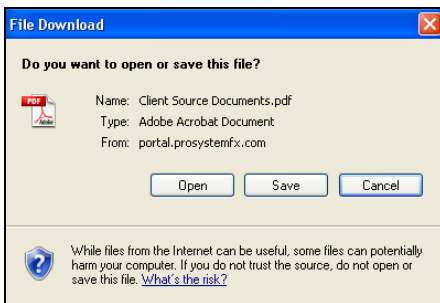 File Download
Do you want to open or save this file?
PDF
Adobe
Name: Client Source Documents.pdf
Type: Adobe Acrobat Document
From: portal.prosystemfx.com
Open Save Cancel
While files from the Internet can be useful, some files can potentially
harm your computer. If you do not trust the source, do not open or
save this file. What's the risk?